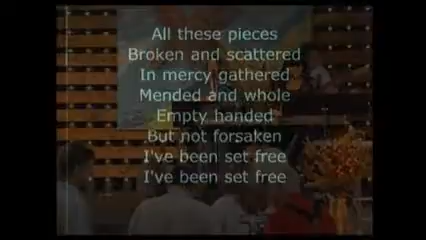 All these pieces
Broken and scattered
In mercy gathered
Mended and whole
Empty handed
But not forsaken
I've been set free
I've been set free